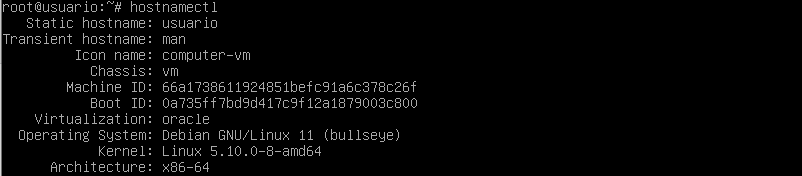 root@usuario:~# hostnamectl
Static hostname: usuario
Transient hostname: man
Icon name: computer-vm
Chassis: vm
Machine ID: 66a1738611924851befc91a6c378c26f
Boot ID: 0a735ff7bd9d417c9f12a1879003c800
Virtualization: oracle
Operating System: Debian GNU/Linux 11 (bullseye)
Kernel: Linux 5.10.0-8-amd64
Architecture: x86-64